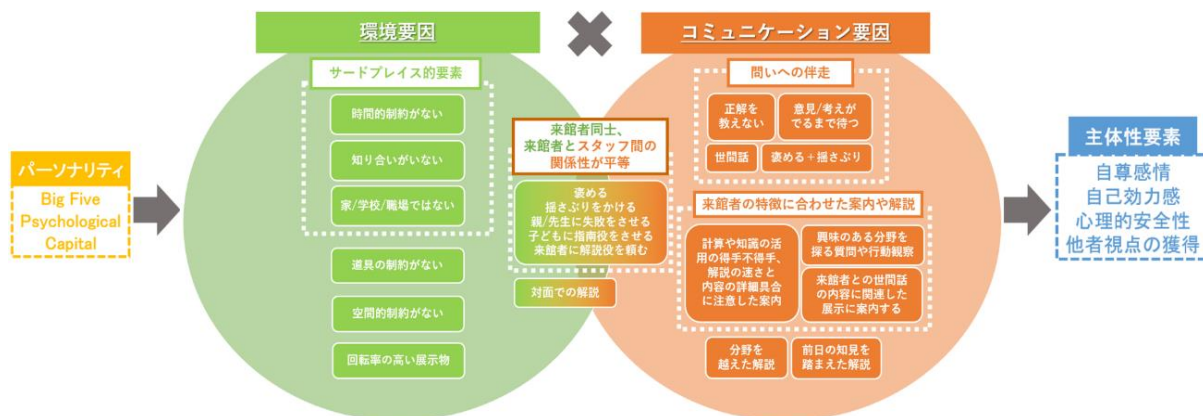 環境要因
コミュニケーション要因
サードプレイス的要素
時間的制約がない
知り合いがいない
家/学校/職場ではない
道具の制約がない
空間的制約がない
回転率の高い展示物
来館者同士、
来館者とスタッフ間の
関係性が平等
褒める
揺さぶりをかける
親/先生に失敗をさせる
子どもに指南役をさせる
来館者に解説役を頼む
対面での解説
問いへの伴走
正解を
教えない
意見/考えが
でるまで待つ
世間話
褒める+揺さぶり
来館者の特徴に合わせた案内や解説
計算や知識の活
用の得手不得手、
解説の速さと
内容の詳細具合
に注意した案内
興味のある分野を
探る質問や行動観察
来館者との世間話
の内容に関連した
展示に案内する
分野を
越えた解説
前日の知見を
踏まえた解説
パーソナリティ
Big Five
Psychological
Capital
主体性要素
自尊感情
自己効力感
心理的安全性
他者視点の獲得